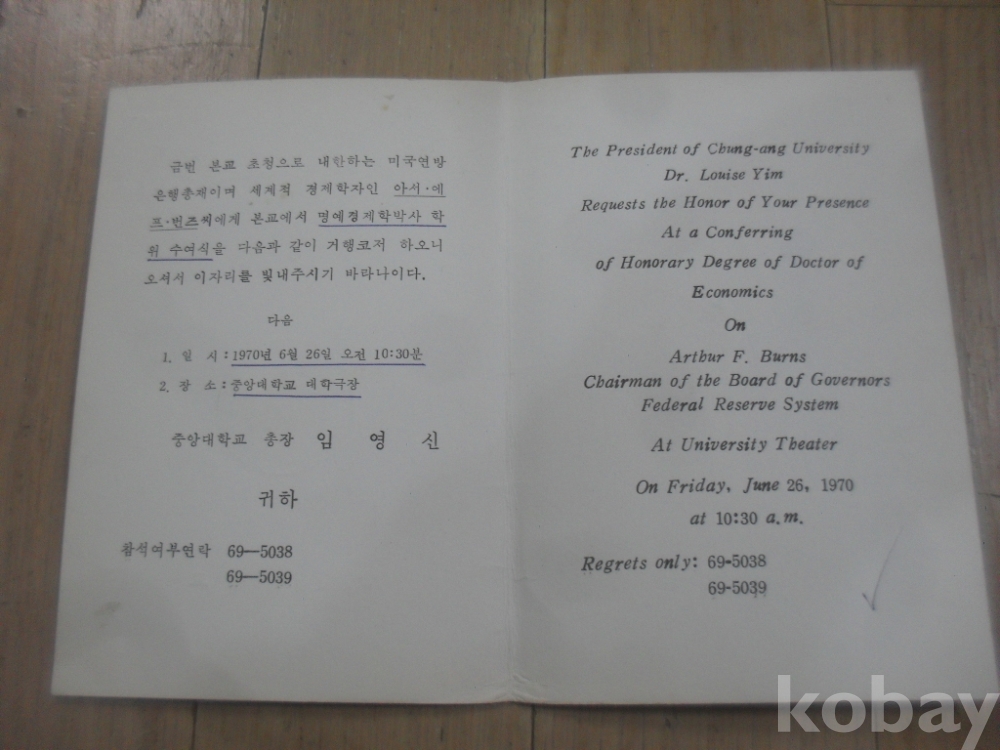 금번 본교 초청으로 내한하는 미국연방
은행총재이며 세계적 경제학자인 아서·에
프·번즈씨에게 본교에서 명예경제학박사 학
위 수여식을 다음과 같이 거행코저 하오니
오셔서 이자리를 빛내주시기 바라나이다.
다음
1. 일 시 : 1970년 6월 26일 오전 10:30분
2. 장 소 : 중앙대학교 대학극장
중앙대학교 총장 임 영 신
귀하
참석여부연락 69—5038
69—5039
The President of Chung-ang University
Dr. Louise Yim
Requests the Honor of Your Presence
At a Conferring
of Honorary Degree of Doctor of
Economics
On
Arthur F. Burns
Chairman of the Board of Governors
Federal Reserve System
At University Theater
On Friday, June 26, 1970
at 10:30 a.m.
Regrets only: 69-5038
69-5039
kobay